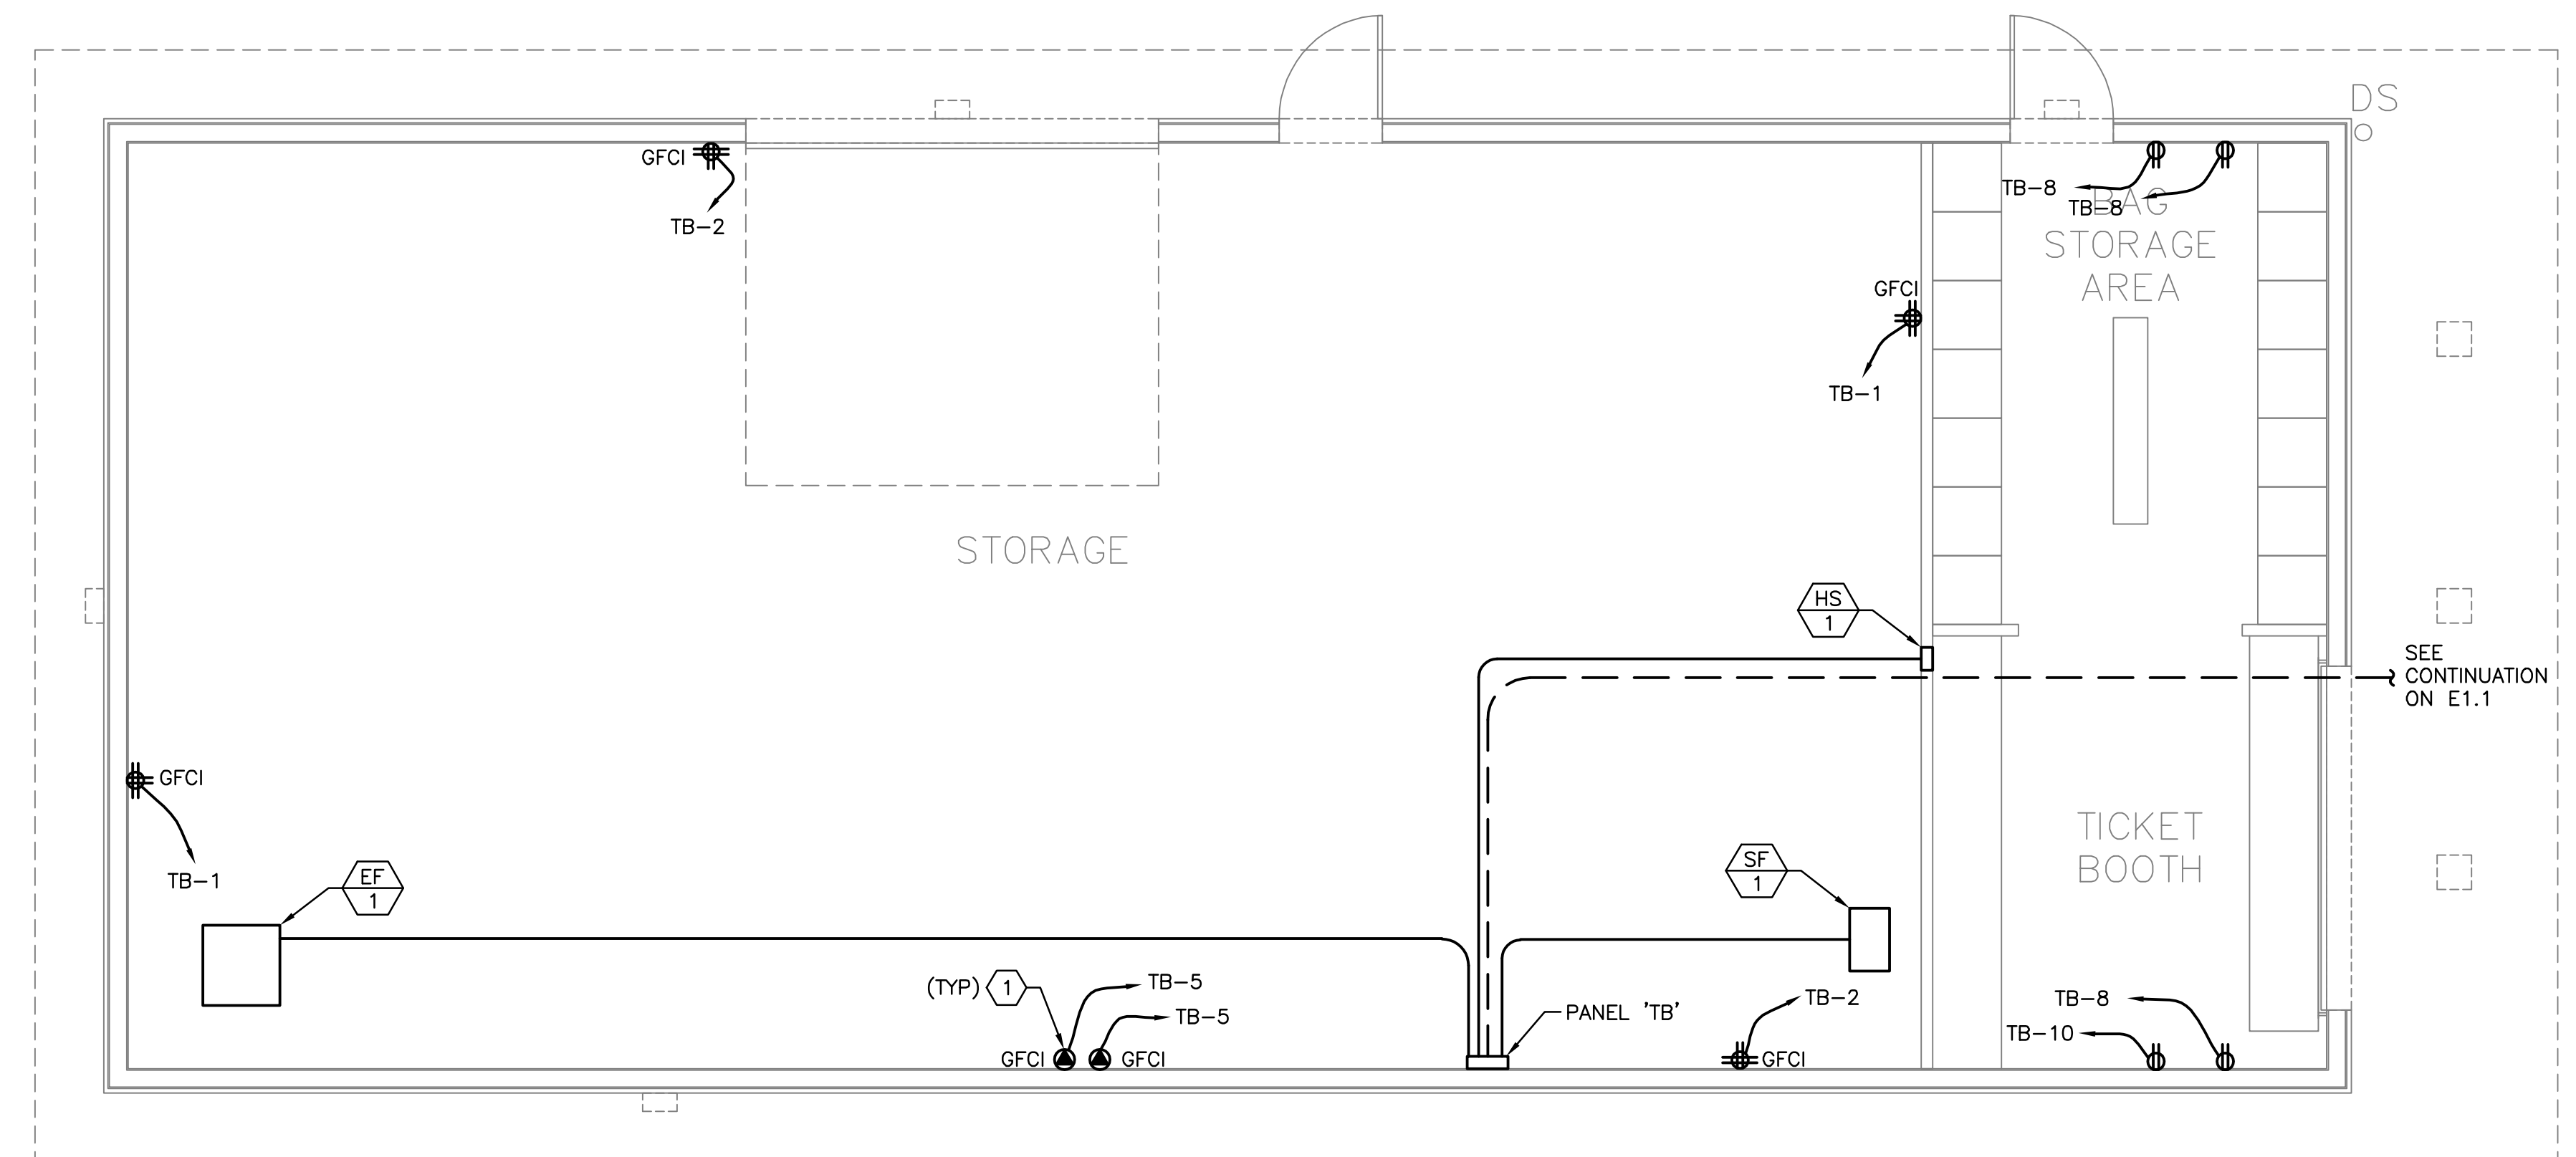 DS
GFCI
TB-2
TB-8
TB-8
BAG
STORAGE
AREA
GFCI
TB-1
STORAGE
HS
1
SEE
CONTINUATION
ON E1.1
GFCI
TB-1
EF
1
SF
1
TICKET
BOOTH
(TYP) 1
TB-5
TB-5
GFCI
GFCI
PANEL 'TB'
TB-2
GFCI
TB-8
TB-10